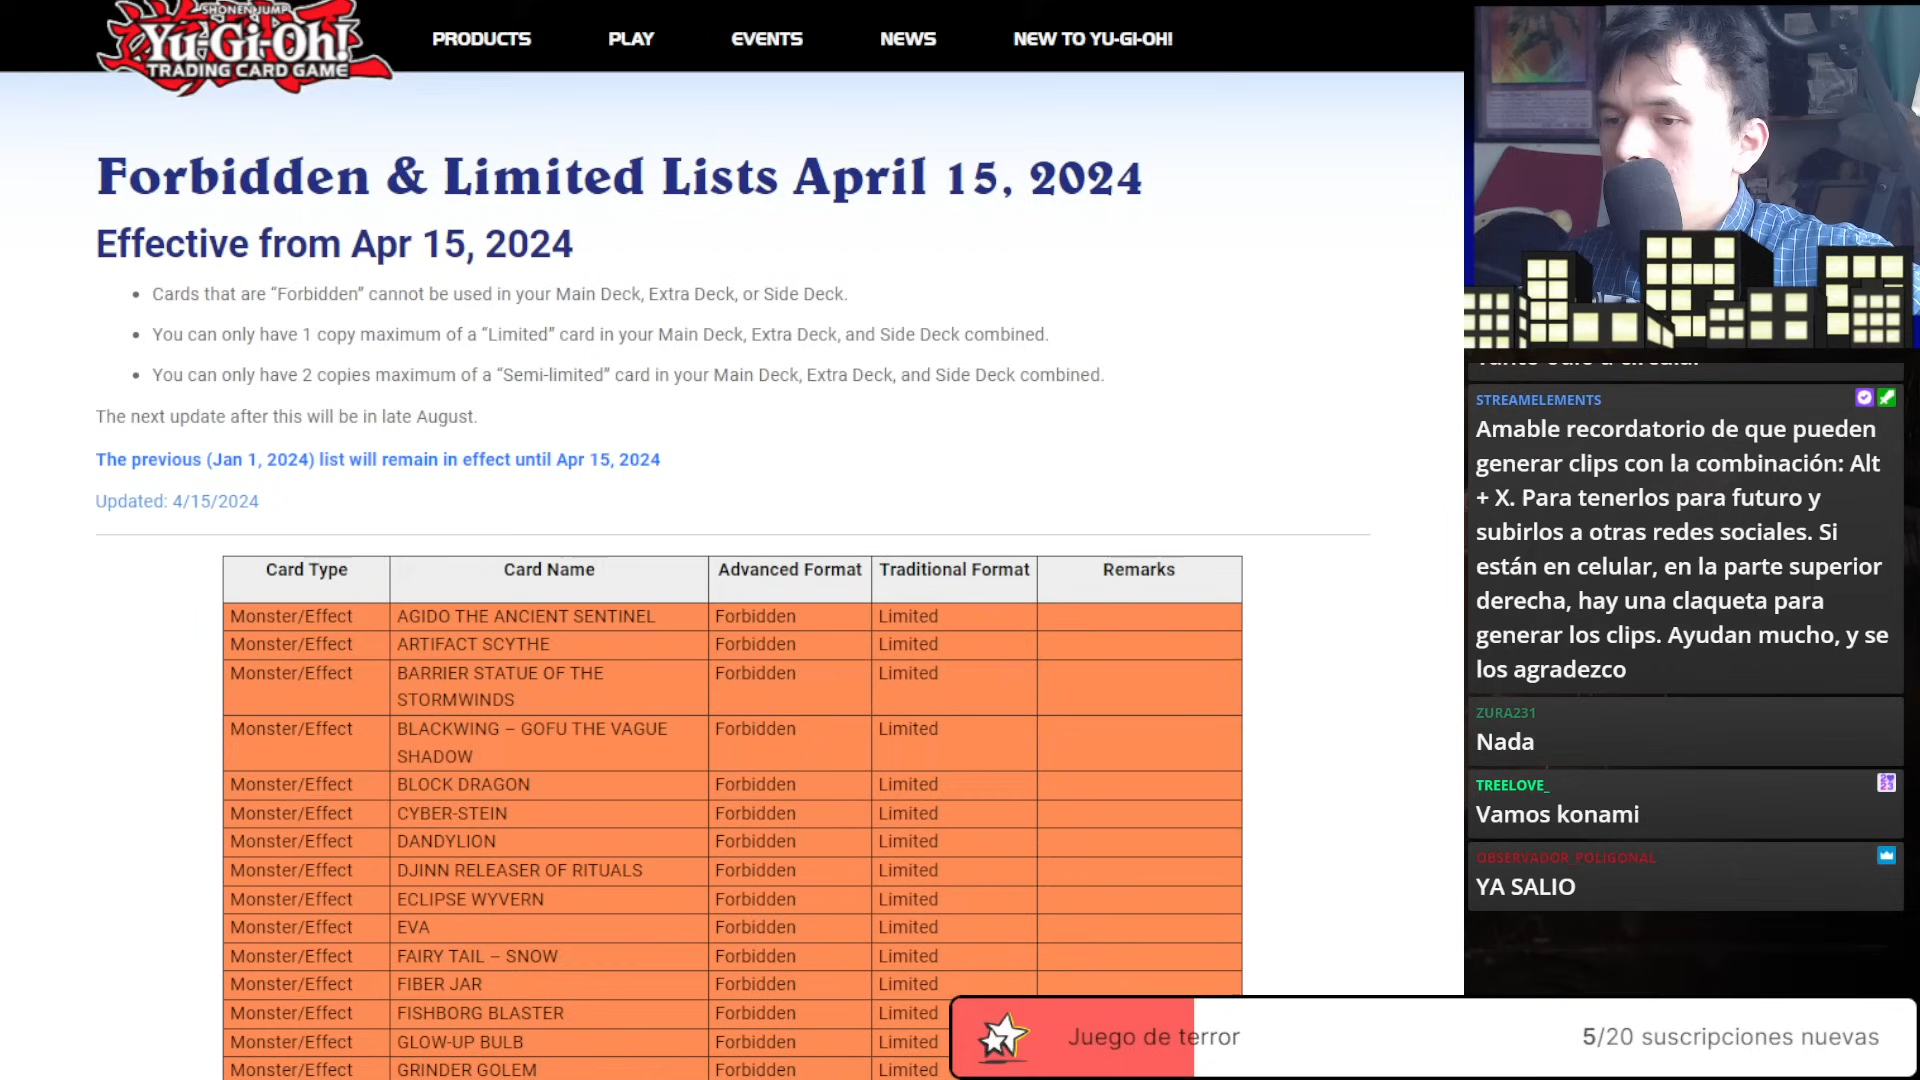 SHONEN JUMP
Yu-Gi-Oh!
TRADING CARD GAME
PRODUCTS
PLAY
EVENTS
NEWS
NEW TO YU-GI-OH!
Forbidden & Limited Lists April 15, 2024
Effective from Apr 15, 2024
• Cards that are “Forbidden” cannot be used in your Main Deck, Extra Deck, or Side Deck.
• You can only have 1 copy maximum of a “Limited” card in your Main Deck, Extra Deck, and Side Deck combined.
• You can only have 2 copies maximum of a “Semi-limited” card in your Main Deck, Extra Deck, and Side Deck combined.
The next update after this will be in late August.
The previous (Jan 1, 2024) list will remain in effect until Apr 15, 2024
Updated: 4/15/2024
Card Type Card Name Advanced Format Traditional Format Remarks
Monster/Effect AGIDO THE ANCIENT SENTINEL Forbidden Limited
Monster/Effect ARTIFACT SCYTHE Forbidden Limited
Monster/Effect BARRIER STATUE OF THE Forbidden Limited
STORMWINDS
Monster/Effect BLACKWING – GOFU THE VAGUE Forbidden Limited
SHADOW
Monster/Effect BLOCK DRAGON Forbidden Limited
Monster/Effect CYBER-STEIN Forbidden Limited
Monster/Effect DANDYLION Forbidden Limited
Monster/Effect DJINN RELEASER OF RITUALS Forbidden Limited
Monster/Effect ECLIPSE WYVERN Forbidden Limited
Monster/Effect EVA Forbidden Limited
Monster/Effect FAIRY TAIL – SNOW Forbidden Limited
Monster/Effect FIBER JAR Forbidden Limited
Monster/Effect FISHBORG BLASTER Forbidden Limited
Monster/Effect GLOW-UP BULB Forbidden Limited
Monster/Effect GRINDER GOLEM Forbidden Limited
STREAMELEMENTS
Amable recordatorio de que pueden
generar clips con la combinación: Alt
+ X. Para tenerlos para futuro y
subirlos a otras redes sociales. Si
están en celular, en la parte superior
derecha, hay una claqueta para
generar los clips. Ayudan mucho, y se
los agradezco
ZURA231
Nada
TREELOVE_
Vamos konami
OBSERVADOR_POLIGONAL
YA SALIO
Juego de terror
5/20 suscripciones nuevas